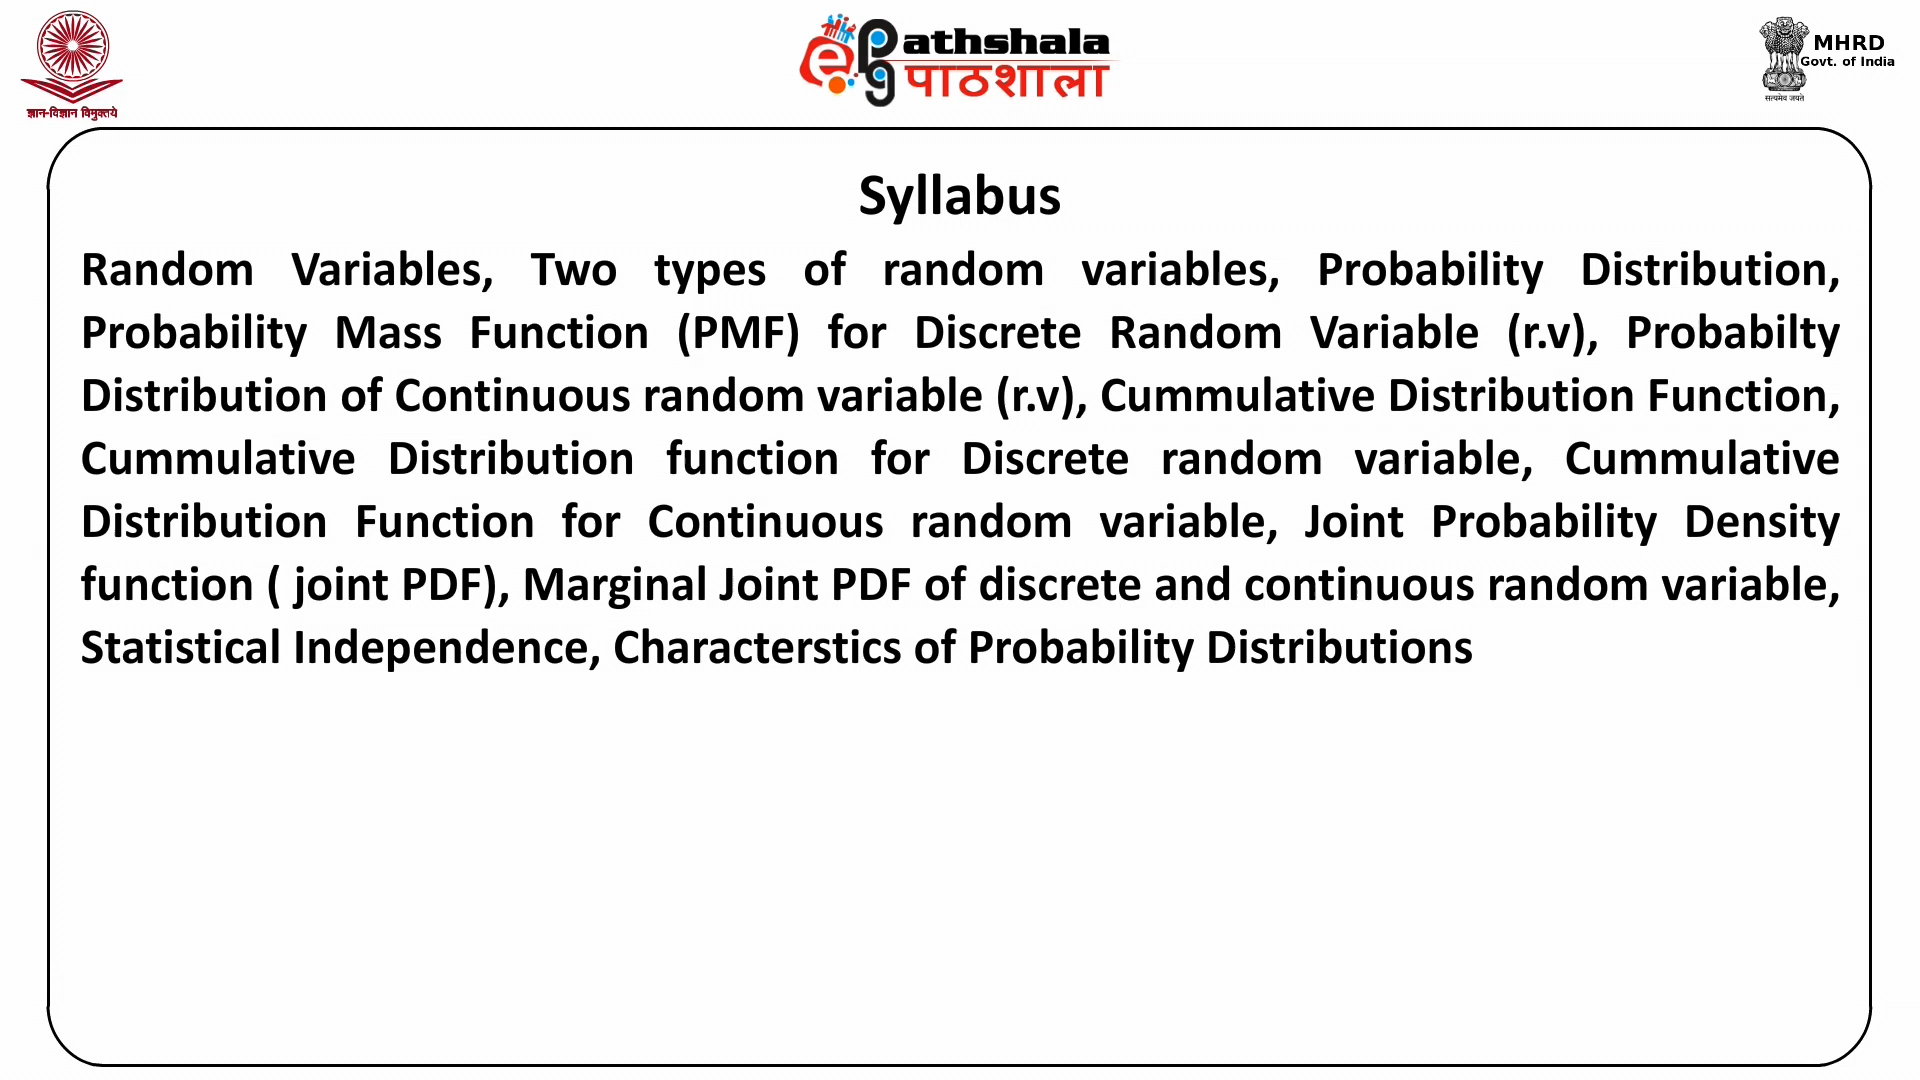 ज्ञान-विज्ञान विमुक्तये
e pg Pathshala
पाठशाला
MHRD
Govt. of India
सत्यमेव जयते
Syllabus
Random Variables, Two types of random variables, Probability Distribution,
Probability Mass Function (PMF) for Discrete Random Variable (r.v), Probabilty
Distribution of Continuous random variable (r.v), Cummulative Distribution Function,
Cummulative Distribution function for Discrete random variable, Cummulative
Distribution Function for Continuous random variable, Joint Probability Density
function ( joint PDF), Marginal Joint PDF of discrete and continuous random variable,
Statistical Independence, Characterstics of Probability Distributions